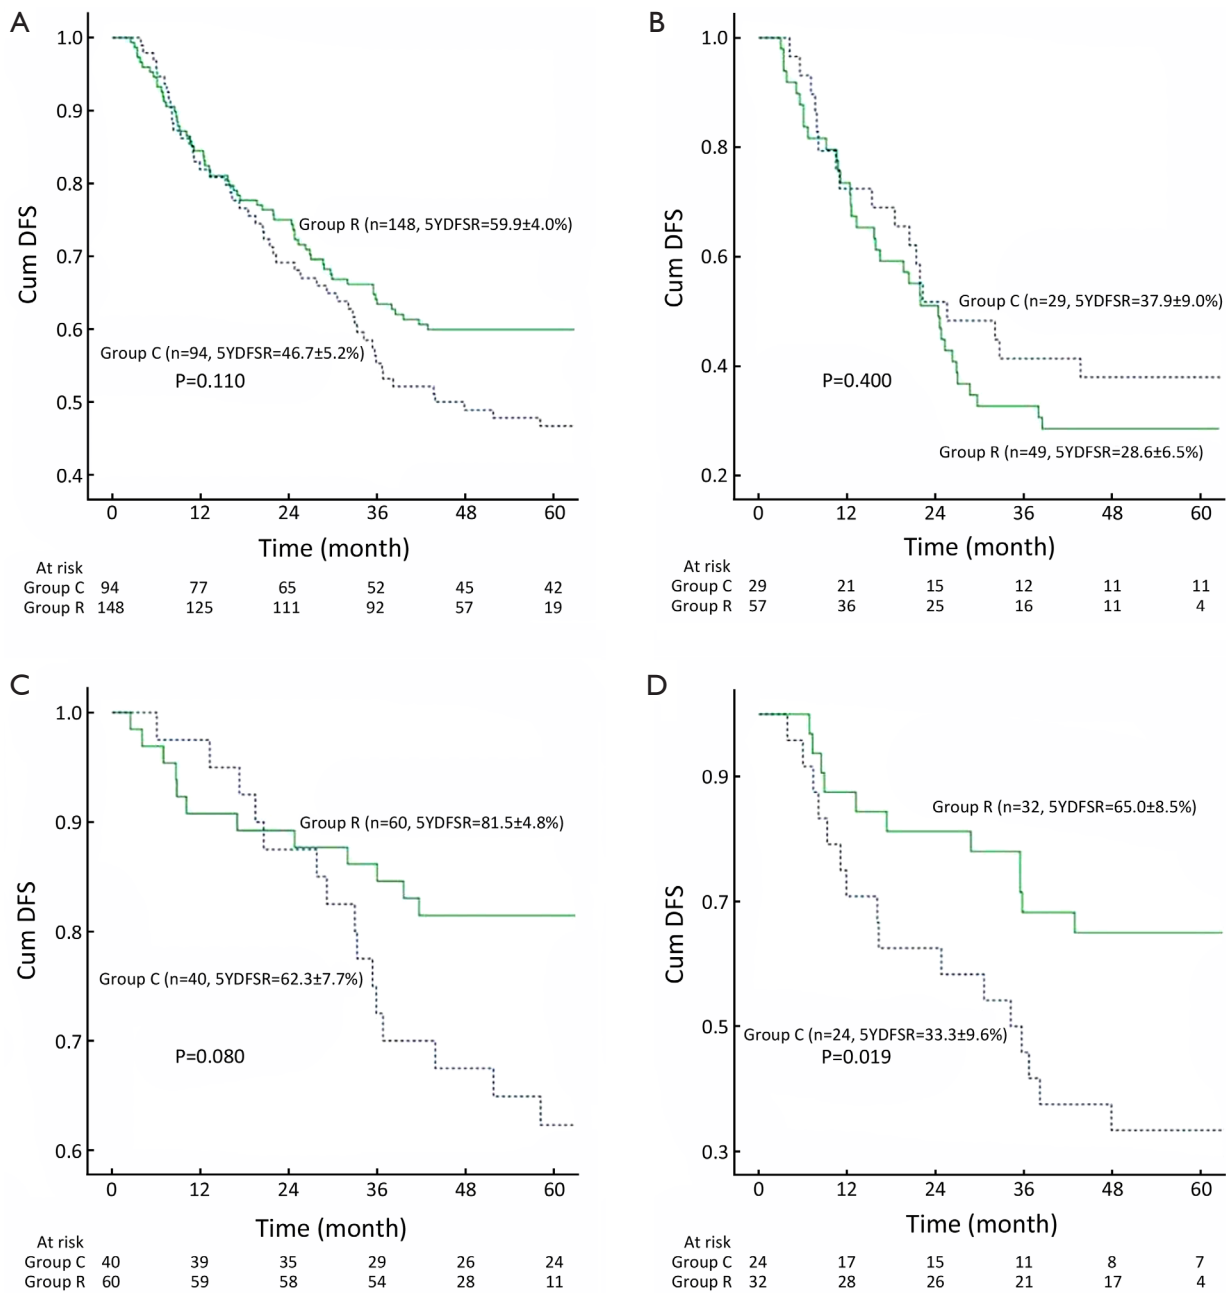 A
1.0
0.9
0.8
0.7
0.6
0.5
0.4
Cum DFS
Group R (n=148, 5YDFSR=59.9±4.0%)
Group C (n=94, 5YDFSR=46.7±5.2%)
P=0.110
0 12 24 36 48 60
Time (month)
At risk
Group C 94 77 65 52 45 42
Group R 148 125 111 92 57 19
B
1.0
0.8
0.6
0.4
0.2
Cum DFS
Group C (n=29, 5YDFSR=37.9±9.0%)
P=0.400
Group R (n=49, 5YDFSR=28.6±6.5%)
0 12 24 36 48 60
Time (month)
At risk
Group C 29 21 15 12 11 11
Group R 57 36 25 16 11 4
C
1.0
0.9
0.8
0.7
0.6
Cum DFS
Group R (n=60, 5YDFSR=81.5±4.8%)
Group C (n=40, 5YDFSR=62.3±7.7%)
P=0.080
0 12 24 36 48 60
Time (month)
At risk
Group C 40 39 35 29 26 24
Group R 60 59 58 54 28 11
D
0.9
0.7
0.5
0.3
Cum DFS
Group R (n=32, 5YDFSR=65.0±8.5%)
Group C (n=24, 5YDFSR=33.3±9.6%)
P=0.019
0 12 24 36 48 60
Time (month)
At risk
Group C 24 17 15 11 8 7
Group R 32 28 26 21 17 4